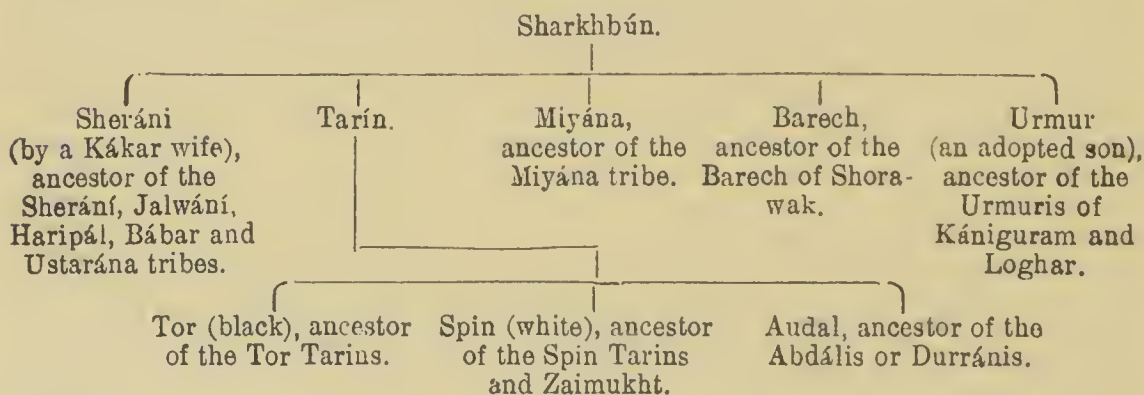 Sharkhbún.
Sheráni
(by a Kákar wife),
ancestor of the
Sherání, Jalwání,
Haripál, Bábar and
Ustarána tribes.
Tarín.
Miyána,
ancestor of the
Miyána tribe.
Barech,
ancestor of the
Barech of Shora-
wak.
Urmur
(an adopted son),
ancestor of the
Urmuris of
Kániguram and
Loghar.
Tor (black), ancestor
of the Tor Tarins.
Spin (white), ancestor
of the Spin Tarins
and Zaimukht.
Audal, ancestor of the
Abdális or Durránis.